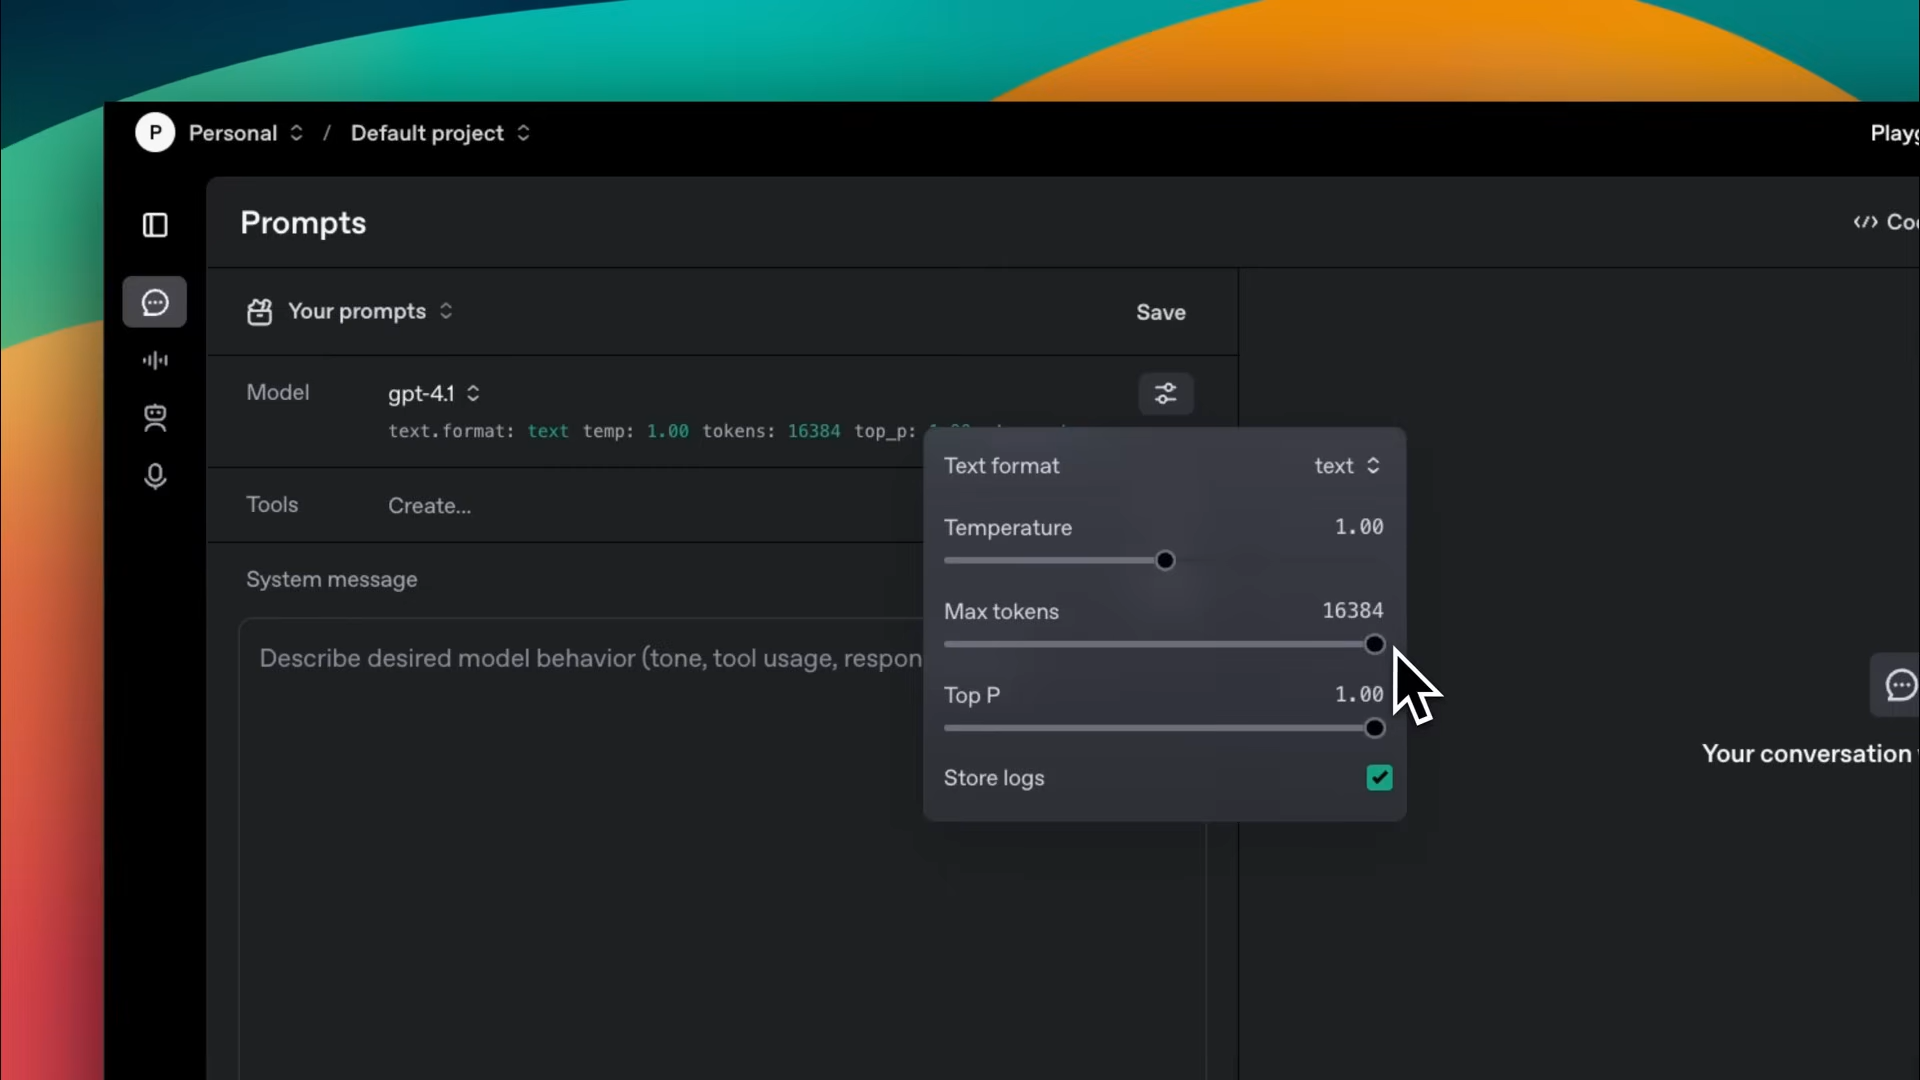 P Personal / Default project
Playg
Prompts
</> Co
Your prompts
Save
Model
gpt-4.1
text.format: text temp: 1.00 tokens: 16384 top_p:
Text format
text
Tools
Create...
Temperature
1.00
System message
Max tokens
16384
Describe desired model behavior (tone, tool usage, respon
Top P
1.00
Your conversation
Store logs